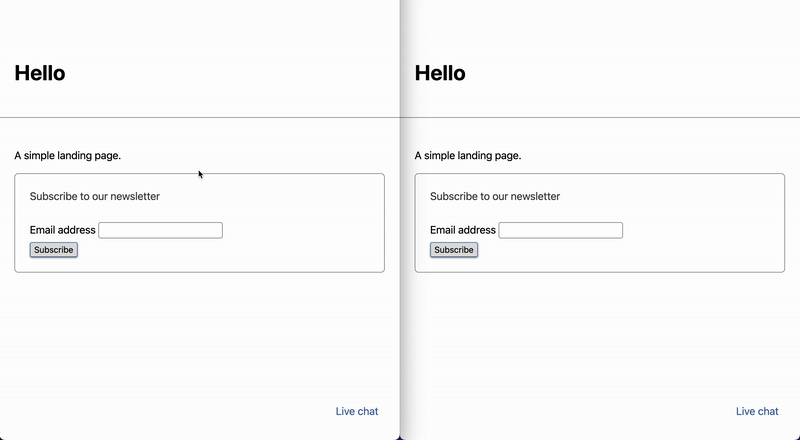 Hello
A simple landing page.
Subscribe to our newsletter
Email address
Subscribe
Live chat
Hello
A simple landing page.
Subscribe to our newsletter
Email address
Subscribe
Live chat